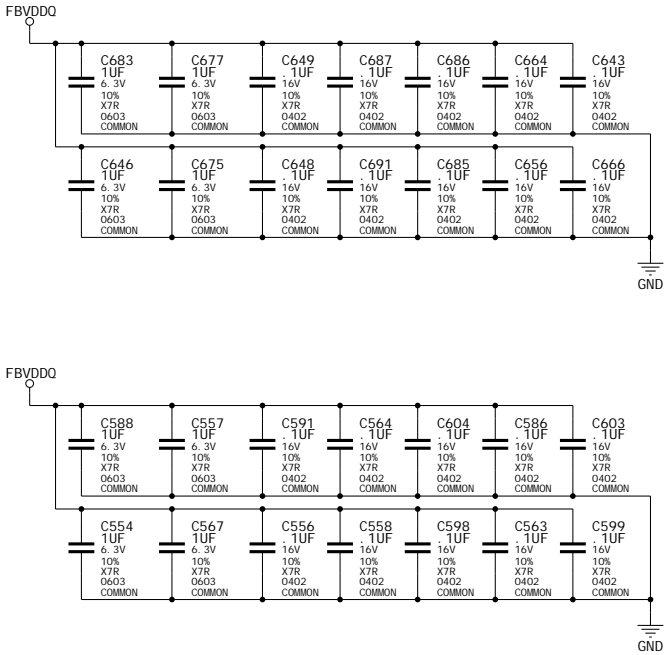 FBVDDQ
C683 C677 C649 C687 C686 C664 C643
1UF 1UF .1UF .1UF .1UF .1UF .1UF
6.3V 6.3V 16V 16V 16V 16V 16V
10% 10% 10% 10% 10% 10% 10%
X7R X7R X7R X7R X7R X7R X7R
0603 0603 0402 0402 0402 0402 0402
COMMON COMMON COMMON COMMON COMMON COMMON COMMON
C646 C675 C648 C691 C685 C656 C666
1UF 1UF .1UF .1UF .1UF .1UF .1UF
6.3V 6.3V 16V 16V 16V 16V 16V
10% 10% 10% 10% 10% 10% 10%
X7R X7R X7R X7R X7R X7R X7R
0603 0603 0402 0402 0402 0402 0402
COMMON COMMON COMMON COMMON COMMON COMMON COMMON
GND
FBVDDQ
C588 C557 C591 C564 C604 C586 C603
1UF 1UF .1UF .1UF .1UF .1UF .1UF
6.3V 6.3V 16V 16V 16V 16V 16V
10% 10% 10% 10% 10% 10% 10%
X7R X7R X7R X7R X7R X7R X7R
0603 0603 0402 0402 0402 0402 0402
COMMON COMMON COMMON COMMON COMMON COMMON COMMON
C554 C567 C556 C558 C598 C563 C599
1UF 1UF .1UF .1UF .1UF .1UF .1UF
6.3V 6.3V 16V 16V 16V 16V 16V
10% 10% 10% 10% 10% 10% 10%
X7R X7R X7R X7R X7R X7R X7R
0603 0603 0402 0402 0402 0402 0402
COMMON COMMON COMMON COMMON COMMON COMMON COMMON
GND